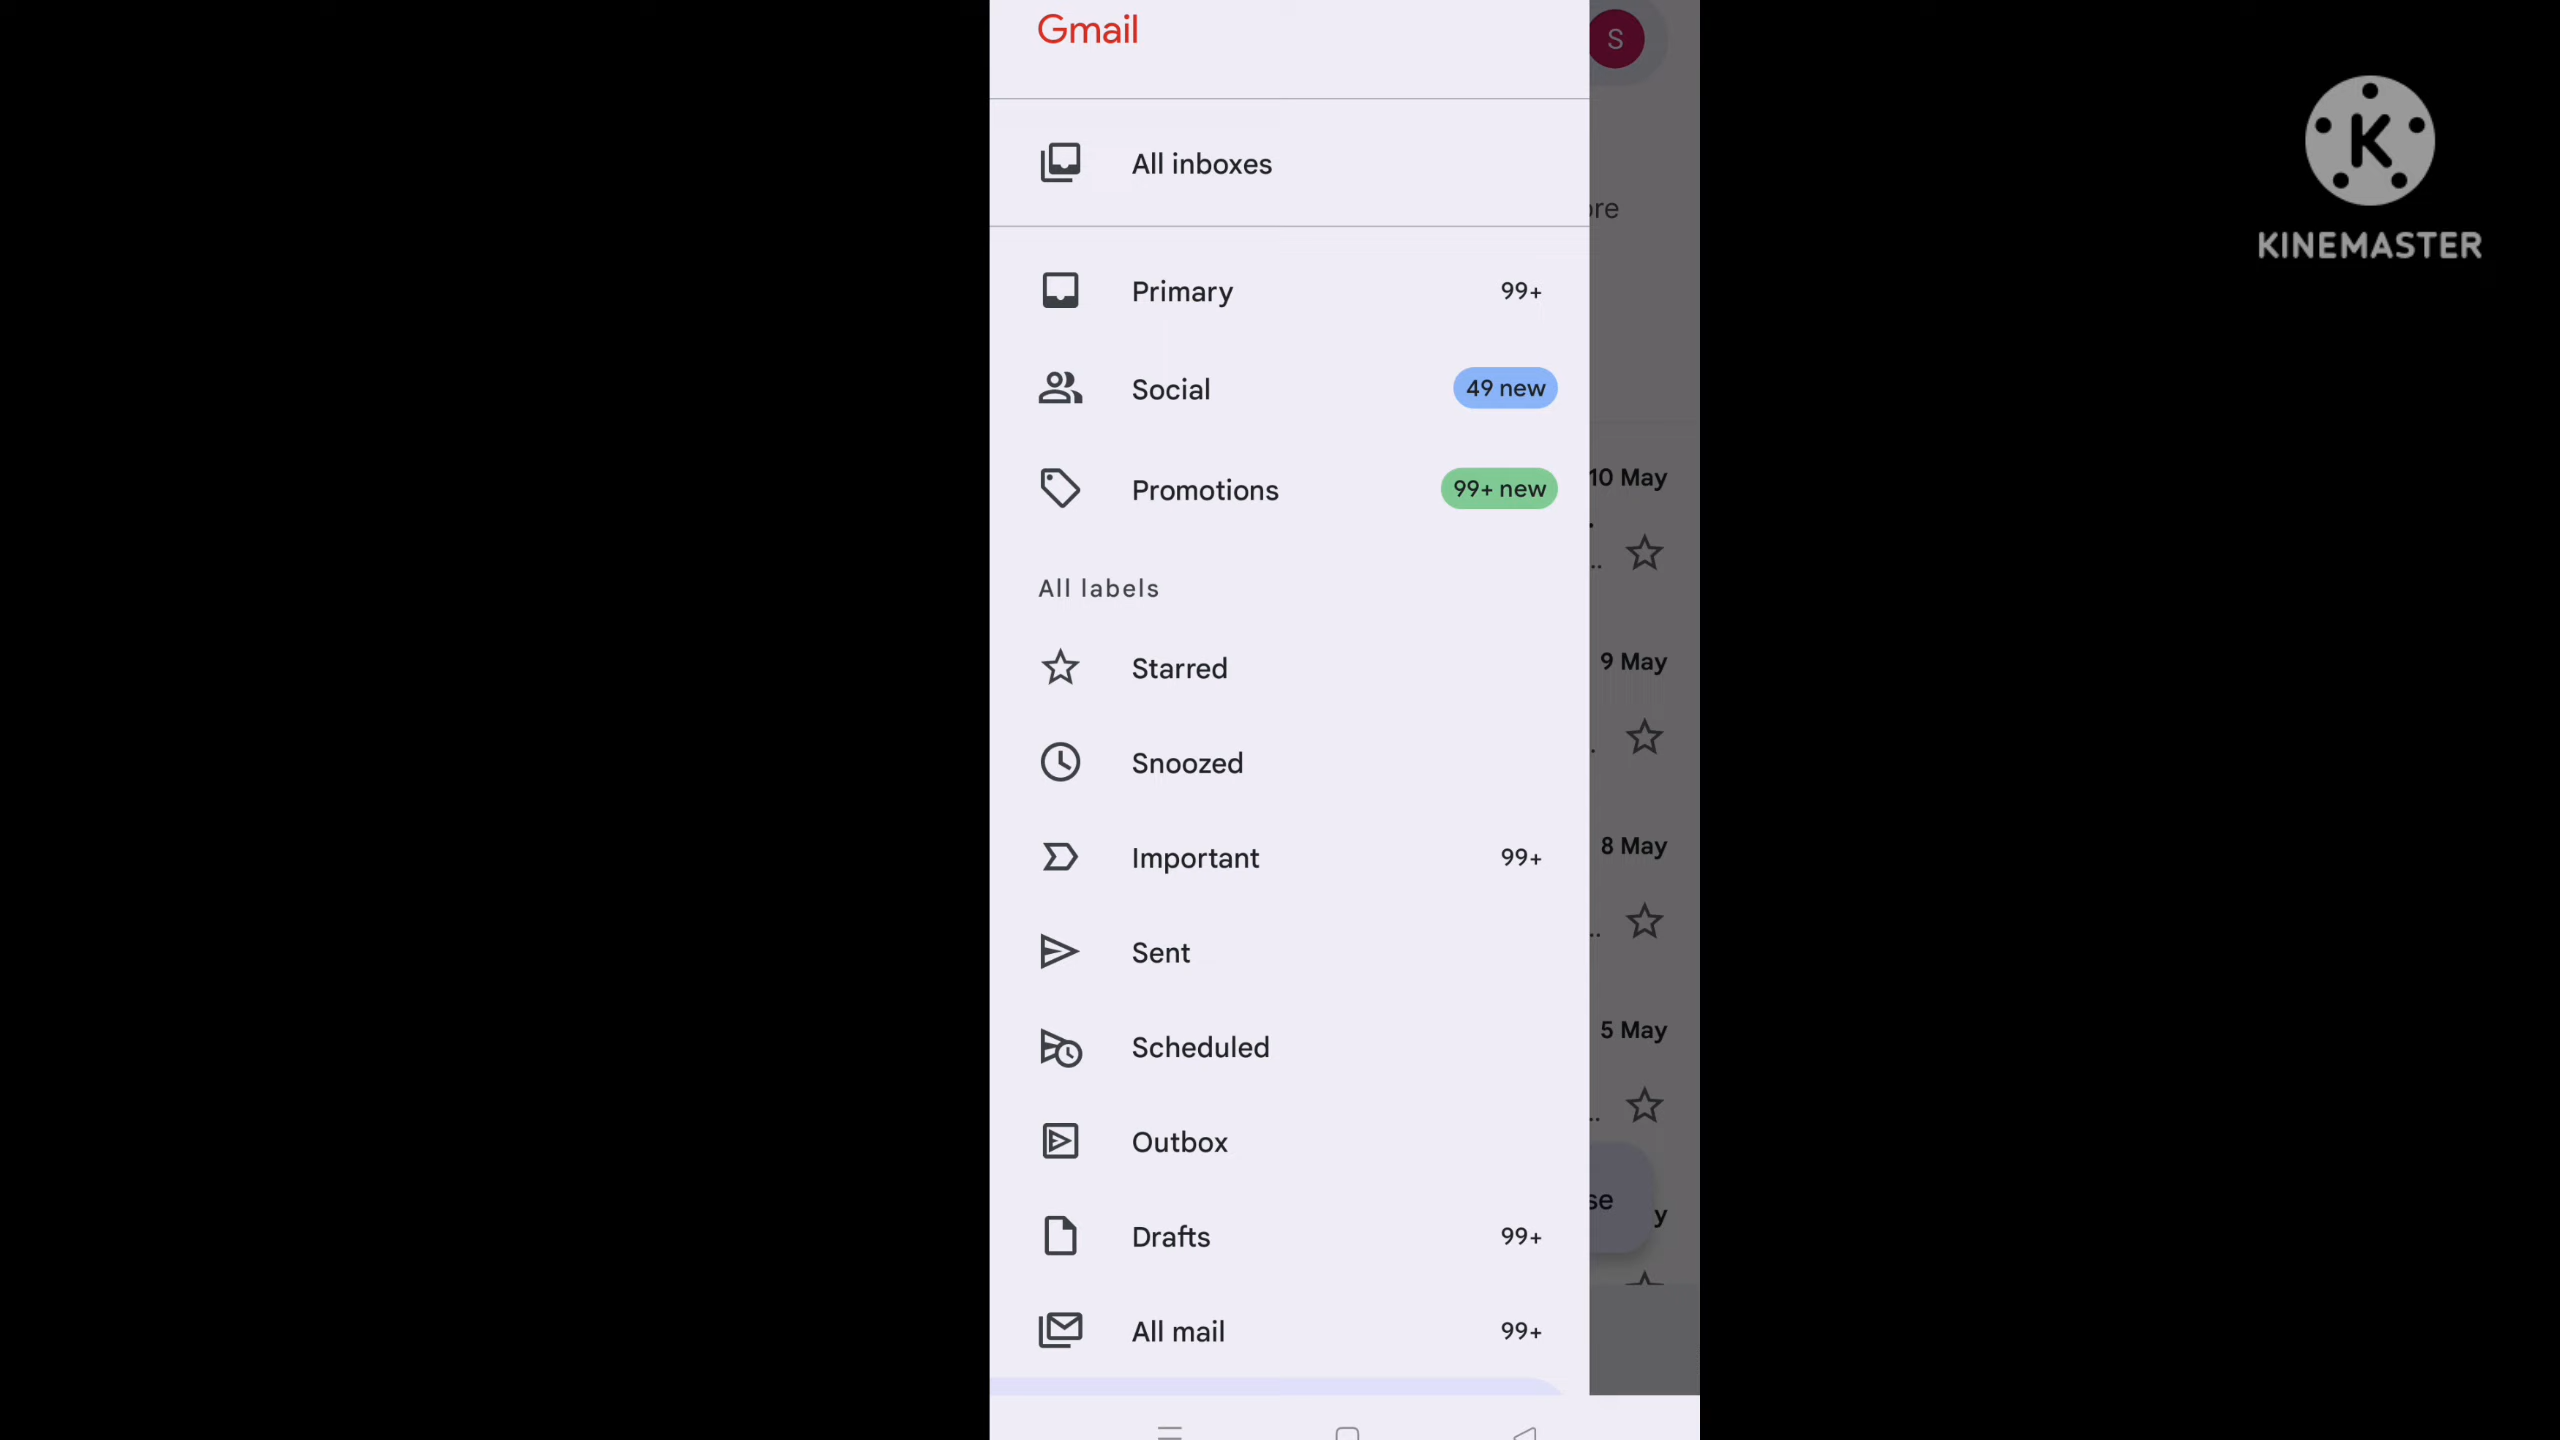 Gmail
S
All inboxes
Primary 99+
Social 49 new
Promotions 99+ new
10 May
All labels
Starred
9 May
Snoozed
Important 99+
8 May
Sent
Scheduled
5 May
Outbox
Drafts 99+
All mail 99+
K
KINEMASTER